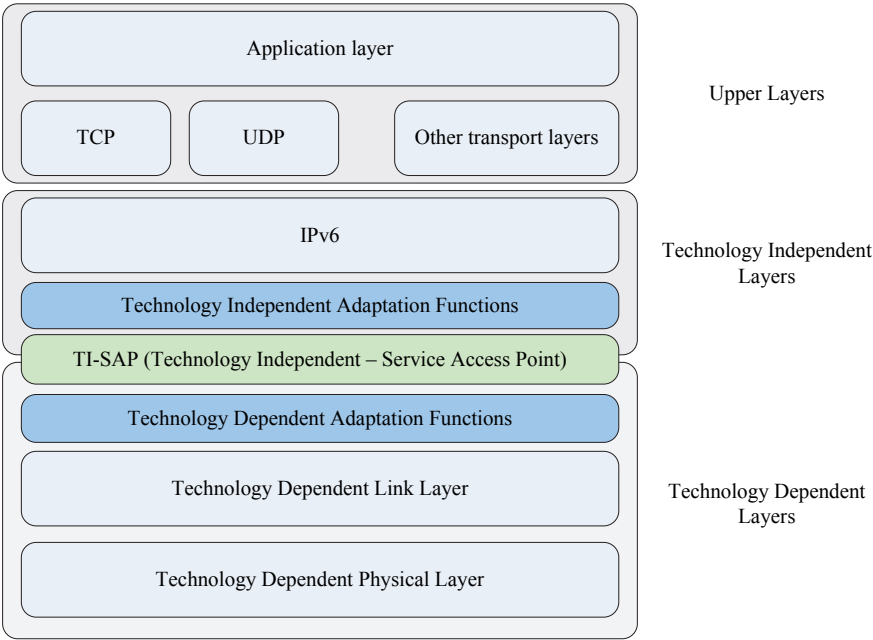 Application layer
Upper Layers
TCP
UDP
Other transport layers
IPv6
Technology Independent
Layers
Technology Independent Adaptation Functions
TI-SAP (Technology Independent – Service Access Point)
Technology Dependent Adaptation Functions
Technology Dependent Link Layer
Technology Dependent
Layers
Technology Dependent Physical Layer